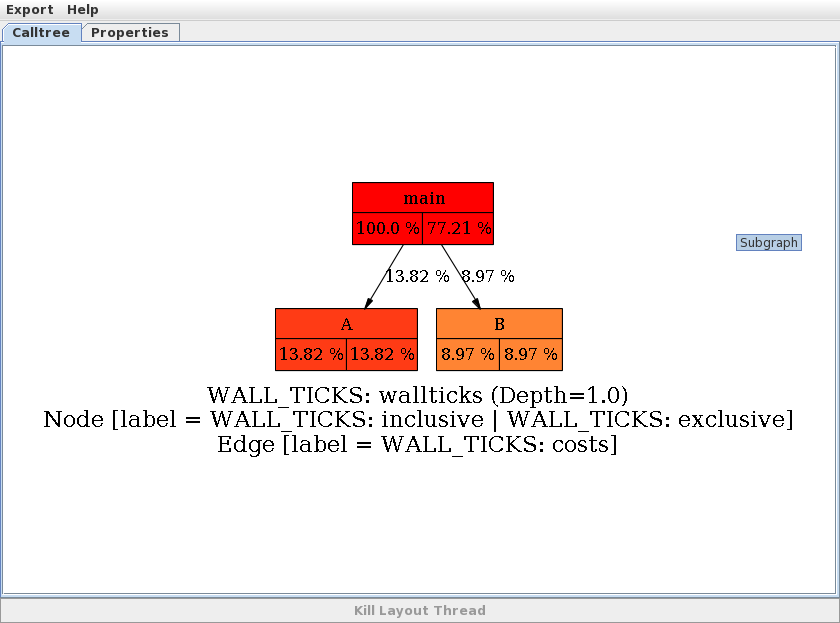 Export Help
Calltree Properties
main
100.0 % 77.21 %
Subgraph
13.82 % 8.97 %
A B
13.82 % 13.82 % 8.97 % 8.97 %
WALL_TICKS: wallticks (Depth=1.0)
Node [label = WALL_TICKS: inclusive | WALL_TICKS: exclusive]
Edge [label = WALL_TICKS: costs]
Kill Layout Thread